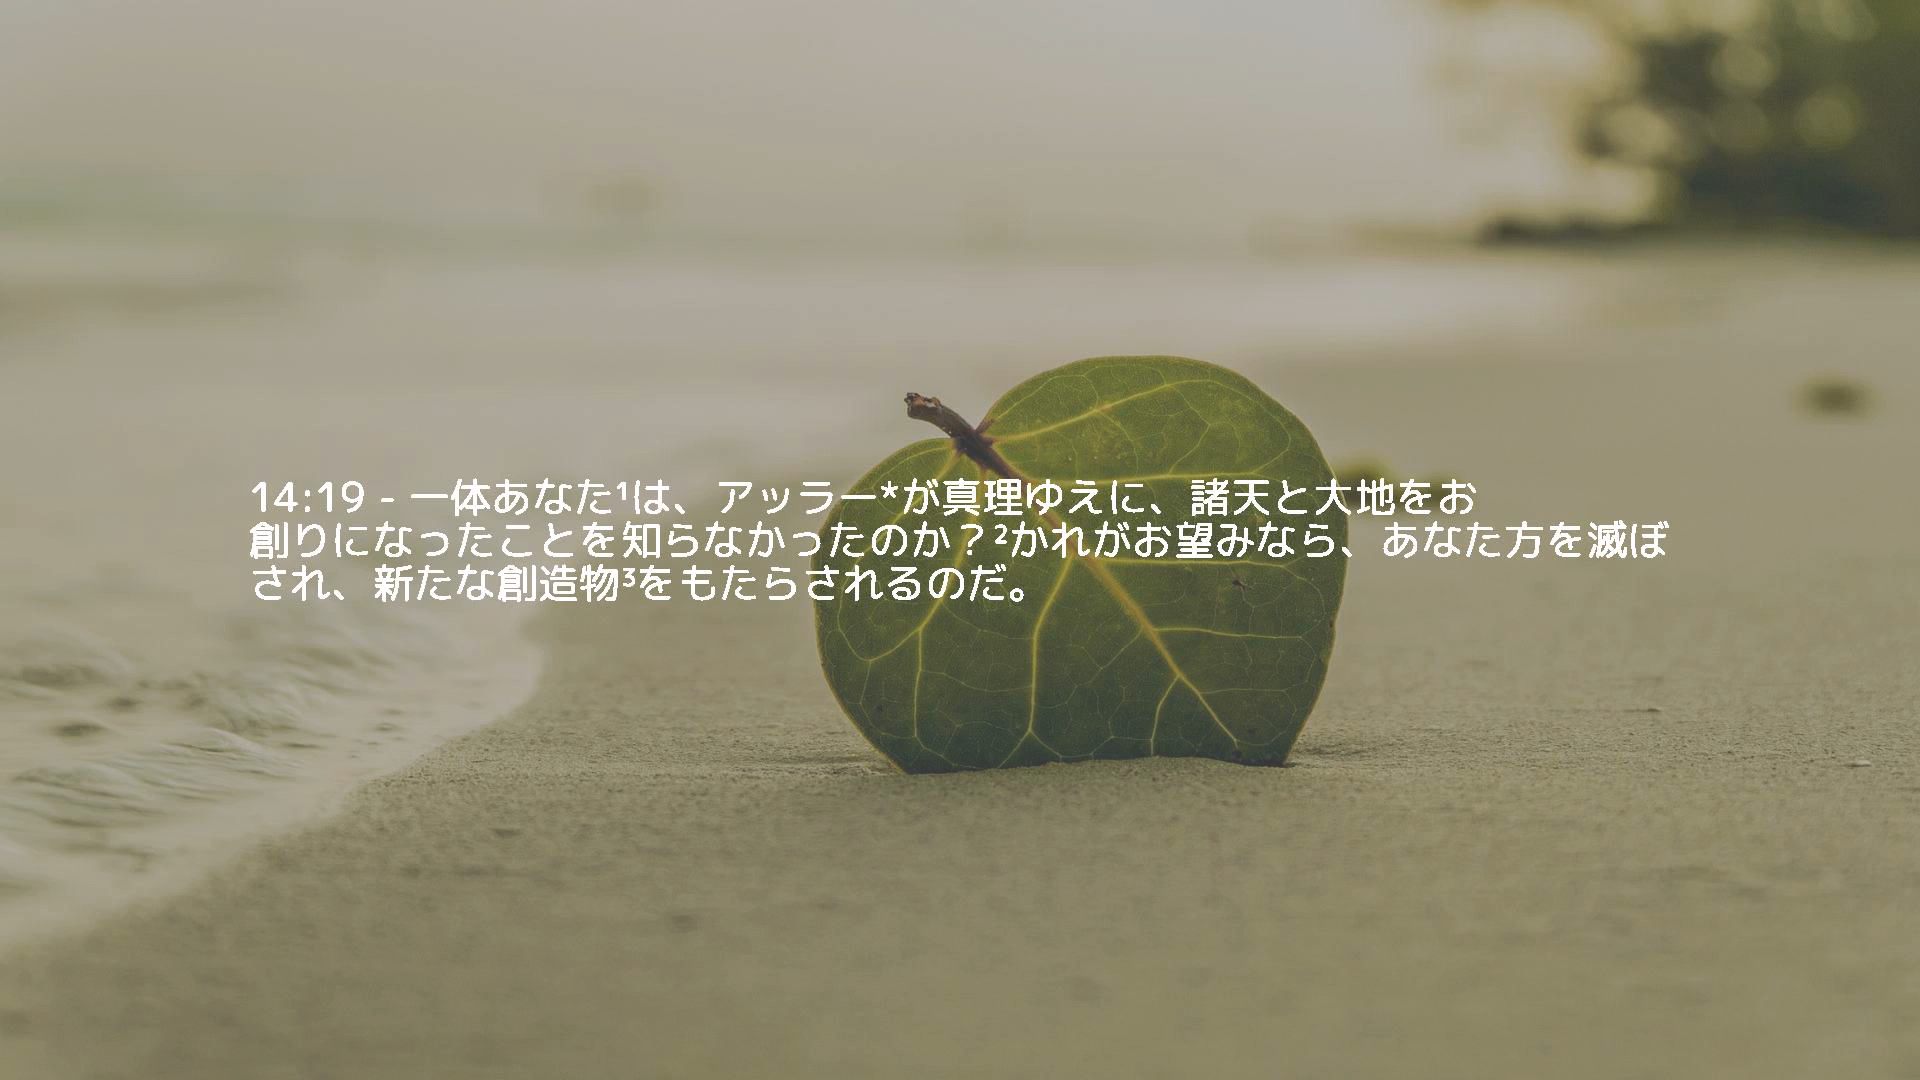 14:19 - 一体あなた¹は、アッラー*が真理ゆえに、諸天と大地をお
創りになったことを知らなかったのか？²かれがお望みなら、あなた方を滅ぼ
され、新たな創造物³をもたらされるのだ。